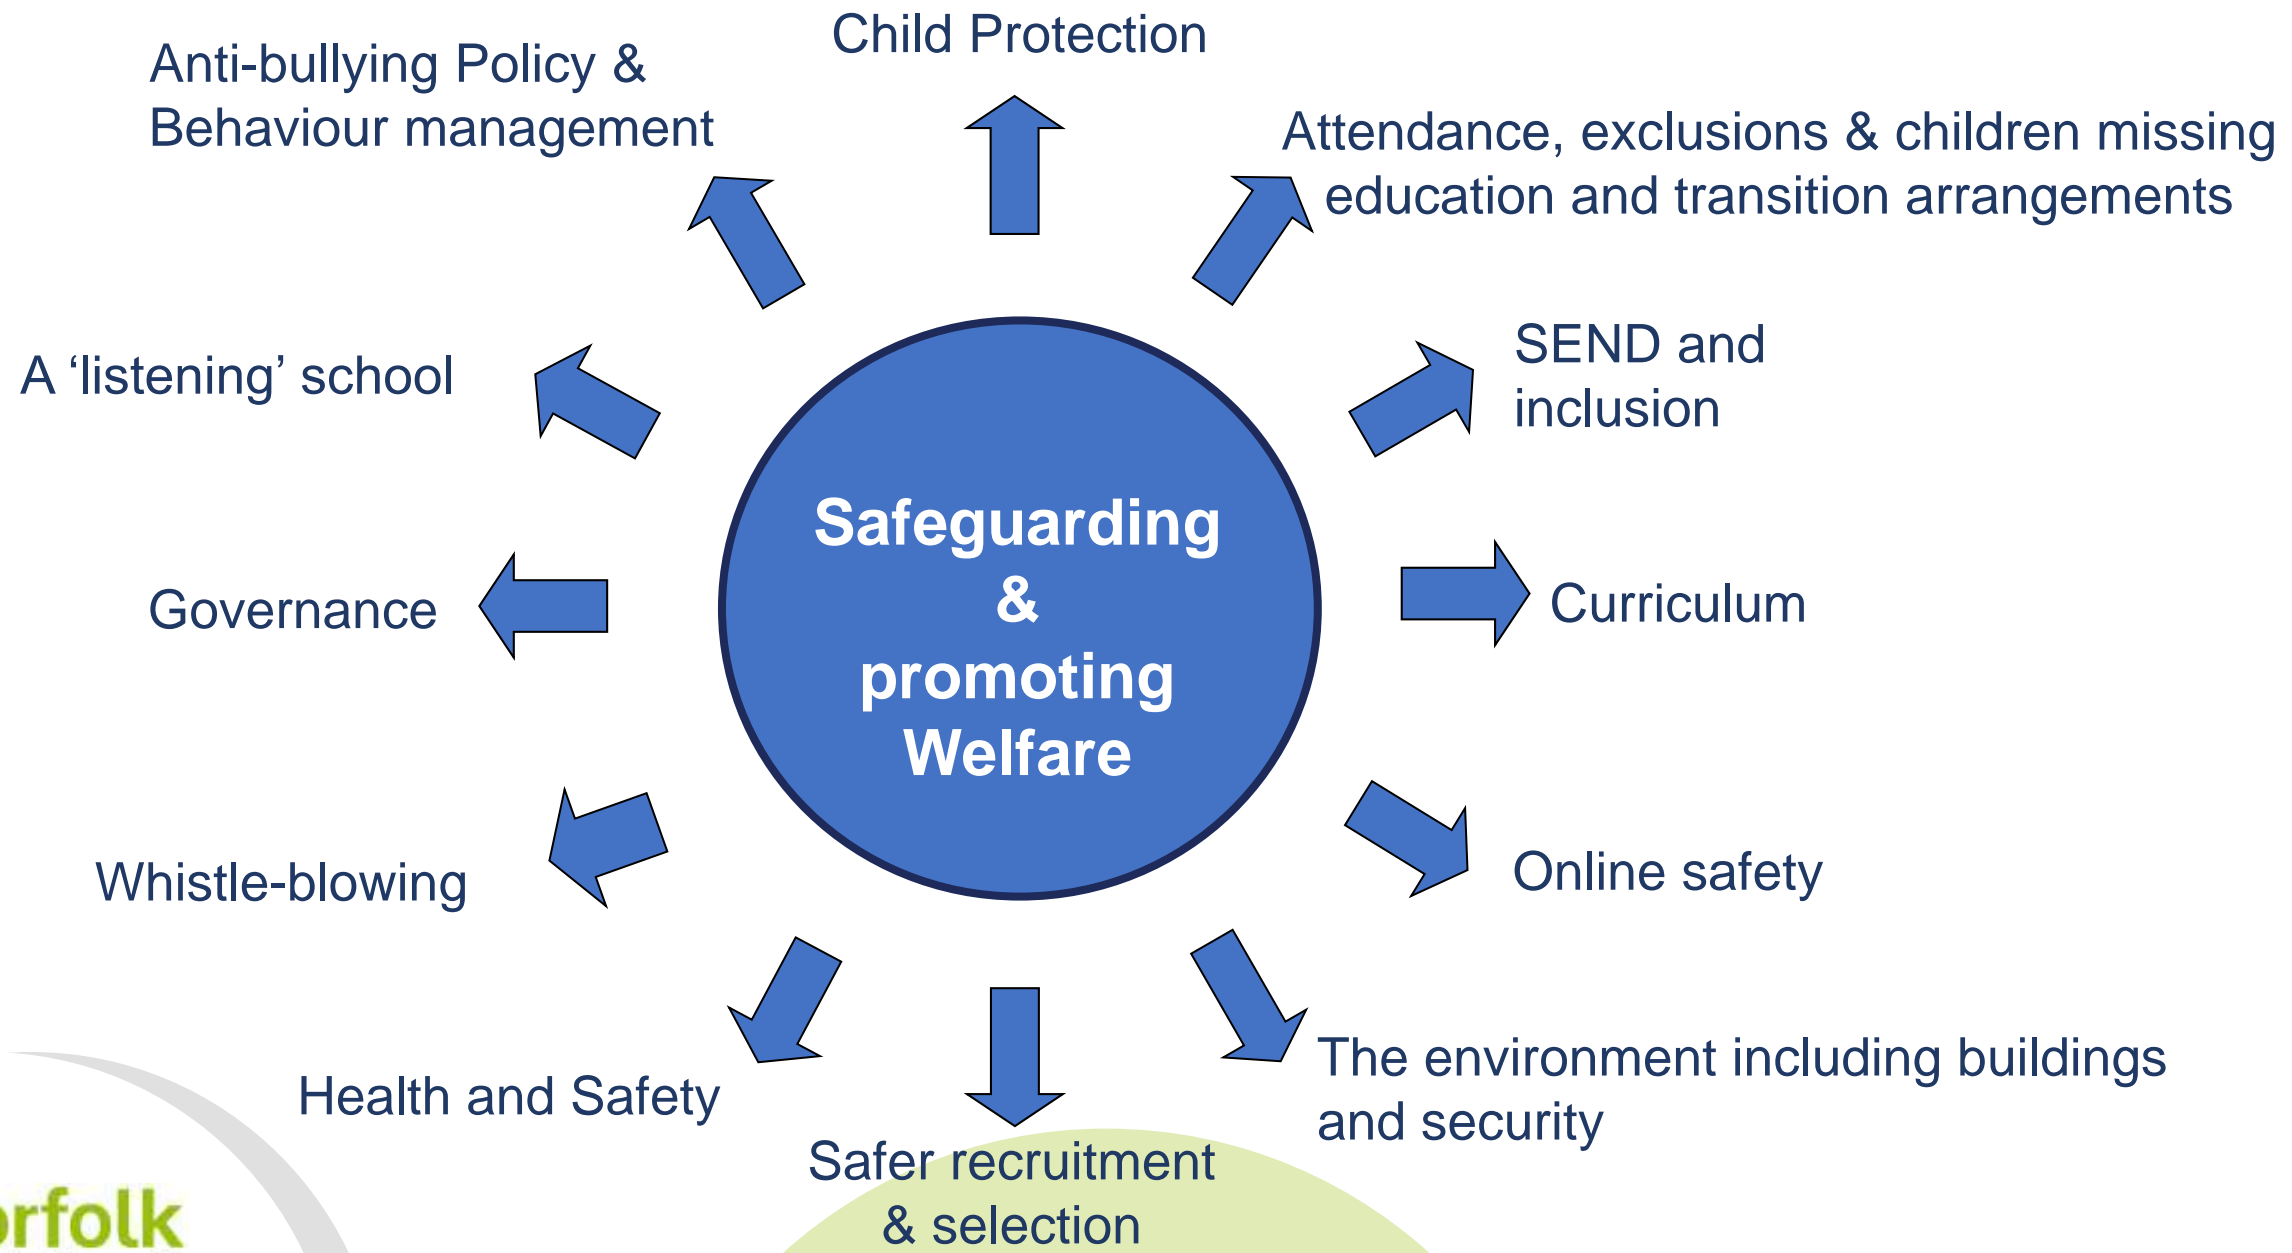 Child Protection
Anti-bullying Policy &
Behaviour management
Attendance, exclusions & children missing
education and transition arrangements
A ‘listening’ school
SEND and
inclusion
Safeguarding
&
promoting
Welfare
Governance
Curriculum
Whistle-blowing
Online safety
Health and Safety
The environment including buildings
and security
Safer recruitment
& selection
orfolk